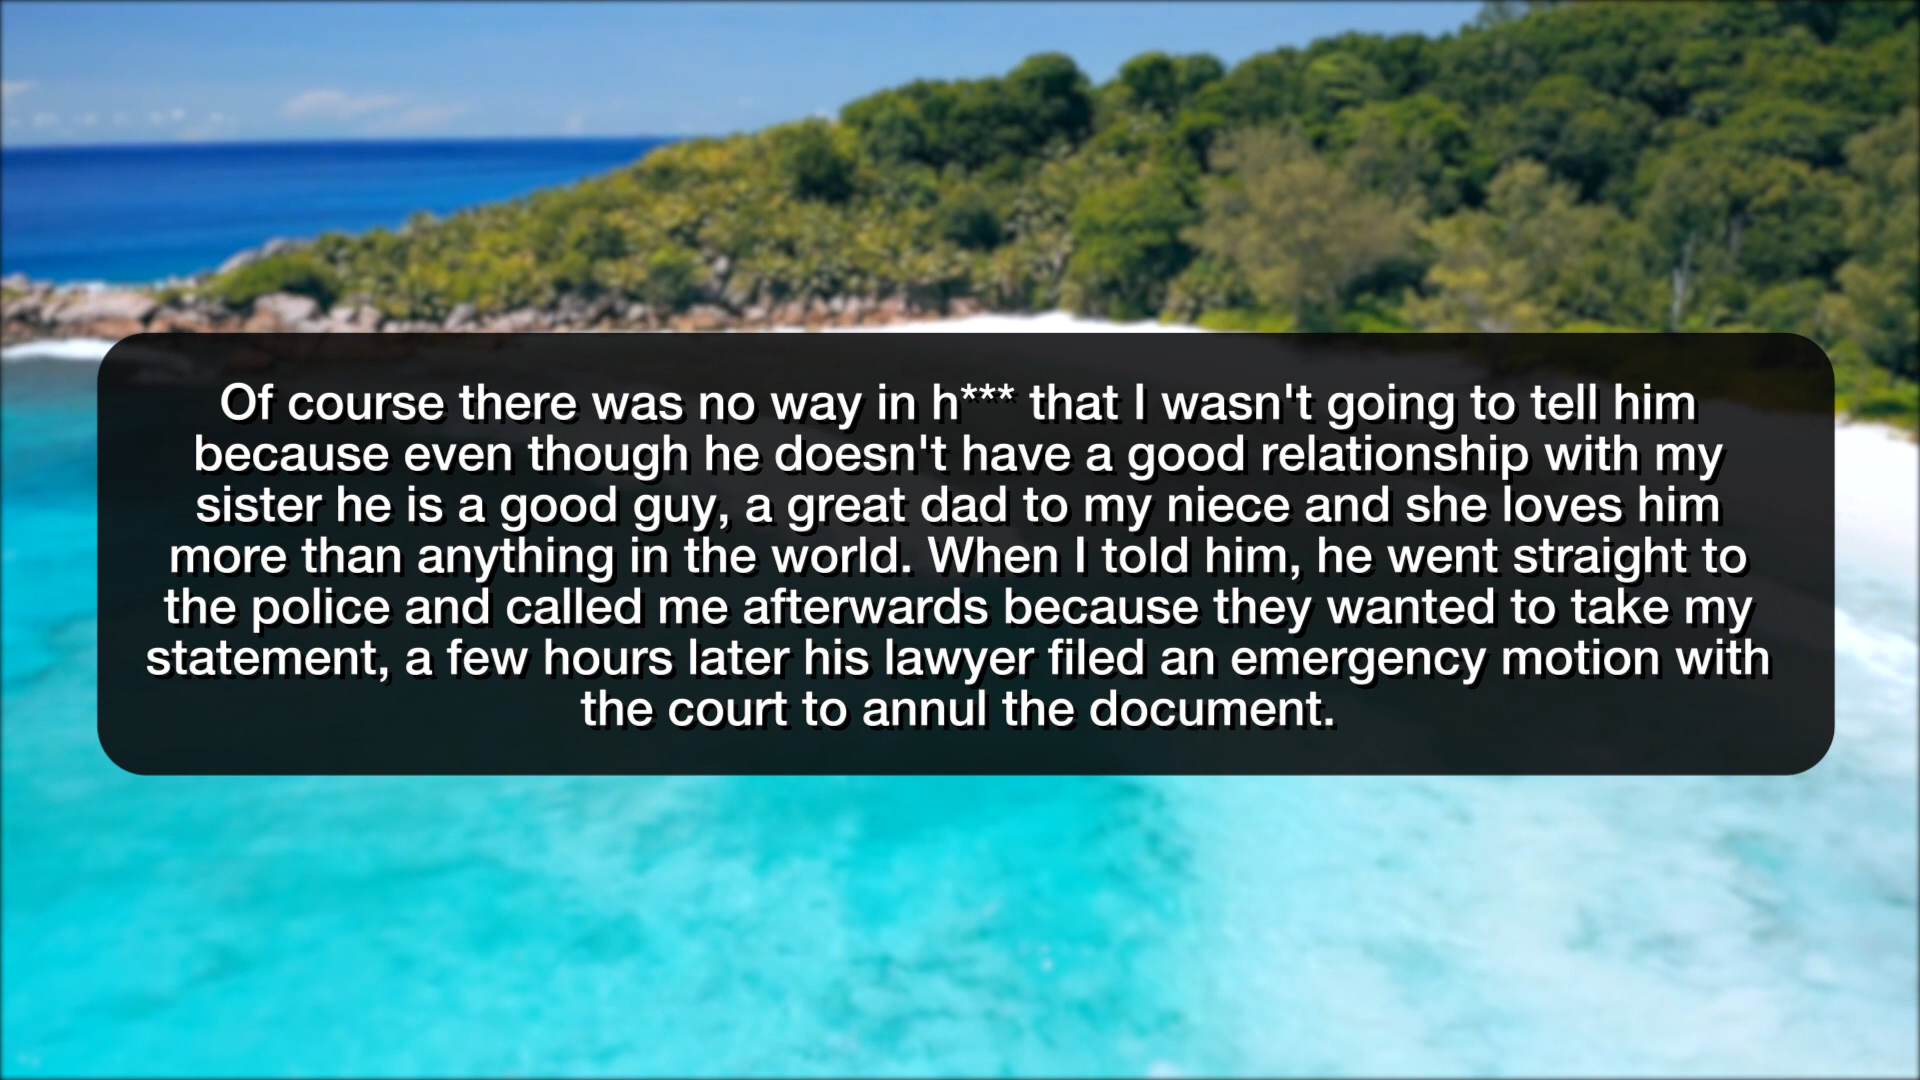 Of course there was no way in h*** that I wasn't going to tell him
because even though he doesn't have a good relationship with my
sister he is a good guy, a great dad to my niece and she loves him
more than anything in the world. When I told him, he went straight to
the police and called me afterwards because they wanted to take my
statement, a few hours later his lawyer filed an emergency motion with
the court to annul the document.